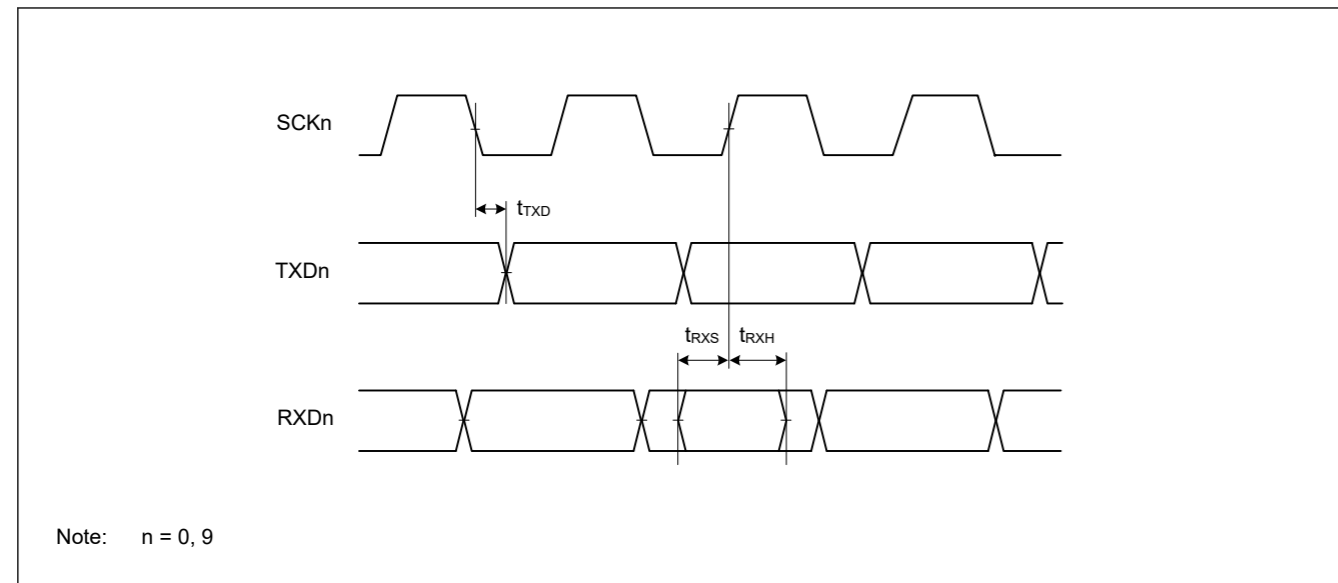 SCKn
tTXD
TXDn
tRXS tRXH
RXDn
Note: n = 0, 9